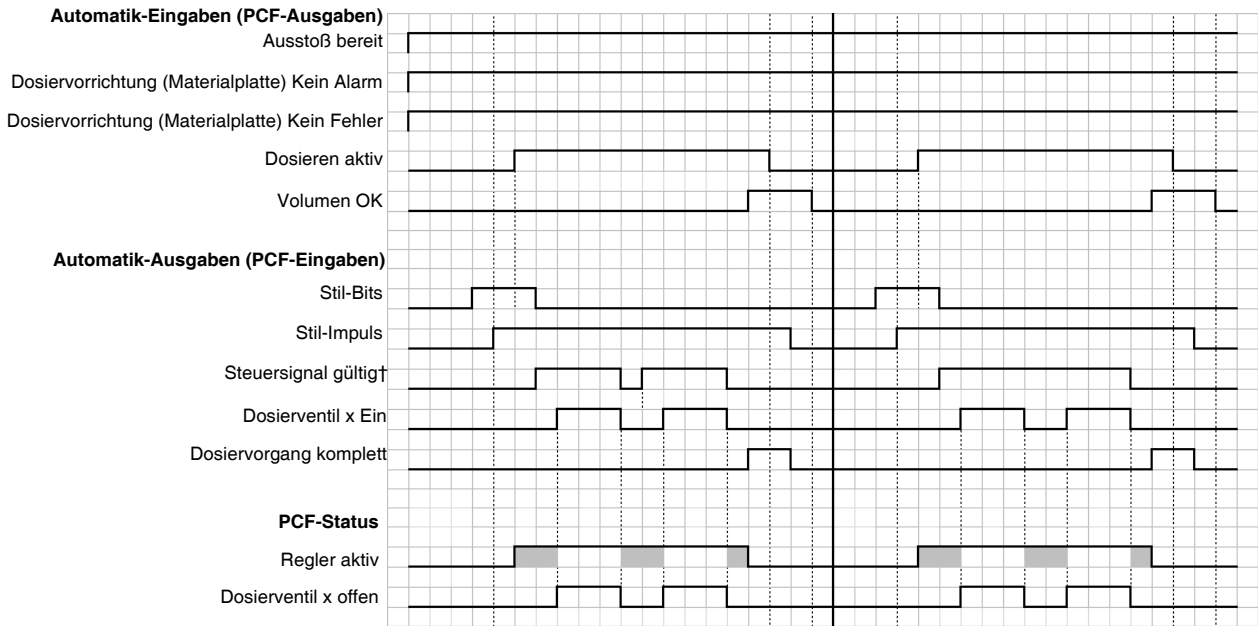 Automatik-Eingaben (PCF-Ausgaben)
Ausstoß bereit
Dosiervorrichtung (Materialplatte) Kein Alarm
Dosiervorrichtung (Materialplatte) Kein Fehler
Dosieren aktiv
Volumen OK
Automatik-Ausgaben (PCF-Eingaben)
Stil-Bits
Stil-Impuls
Steuersignal gültig†
Dosierventil x Ein
Dosiervorgang komplett
PCF-Status
Regler aktiv
Dosierventil x offen